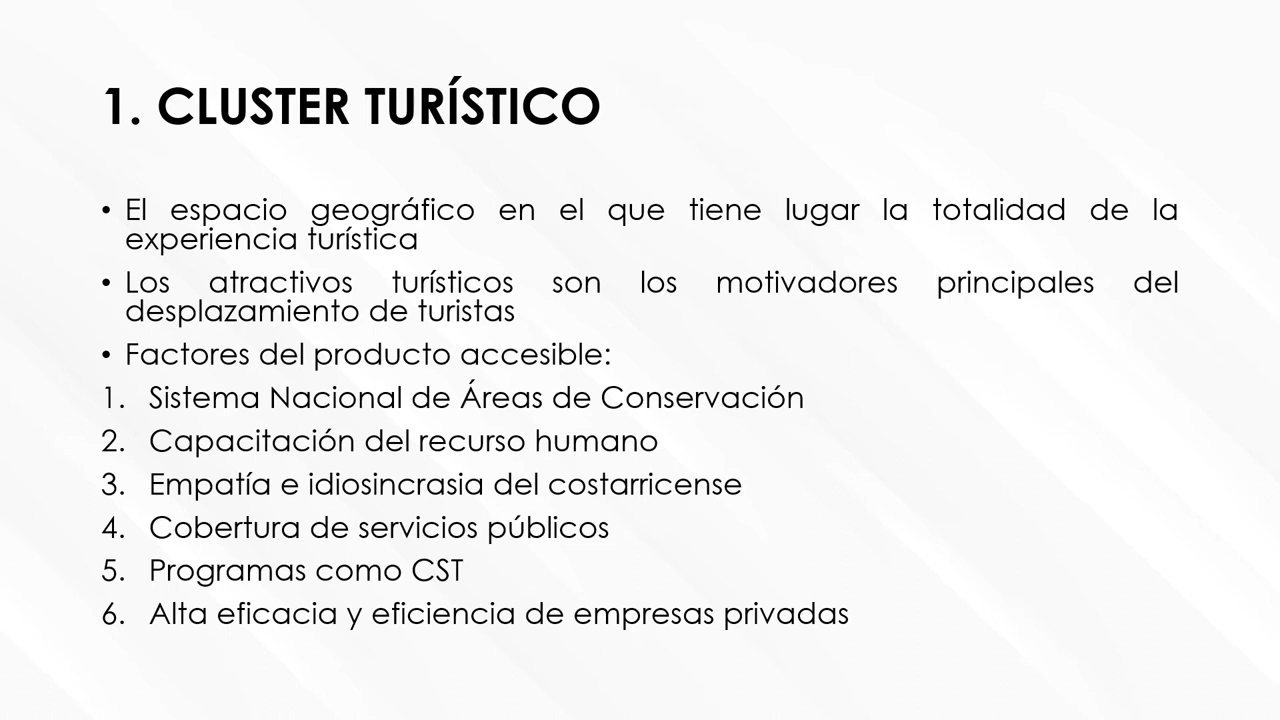 1. CLUSTER TURÍSTICO
• El espacio geográfico en el que tiene lugar la totalidad de la
experiencia turística
• Los atractivos turísticos son los motivadores principales del
desplazamiento de turistas
• Factores del producto accesible:
1. Sistema Nacional de Áreas de Conservación
2. Capacitación del recurso humano
3. Empatía e idiosincrasia del costarricense
4. Cobertura de servicios públicos
5. Programas como CST
6. Alta eficacia y eficiencia de empresas privadas